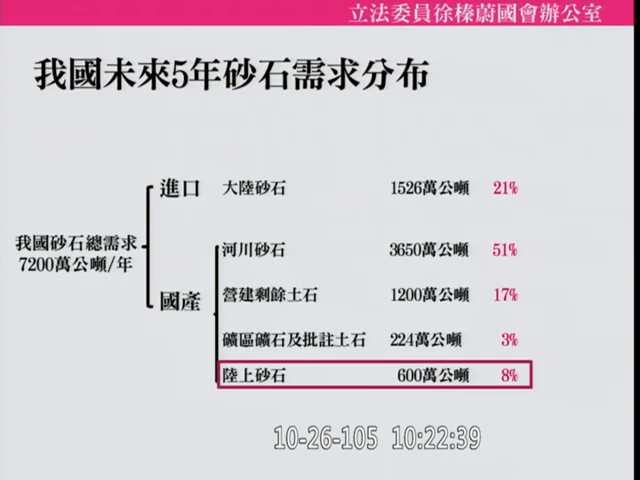 立法委員徐榛蔚國會辦公室
我國未來5年砂石需求分布
進口 大陸砂石 1526萬公噸 21%
我國砂石總需求
7200萬公噸/年
國產
河川砂石 3650萬公噸 51%
營建剩餘土石 1200萬公噸 17%
礦區礦石及批註土石 224萬公噸 3%
陸上砂石 600萬公噸 8%
10-26-105 10:22:39